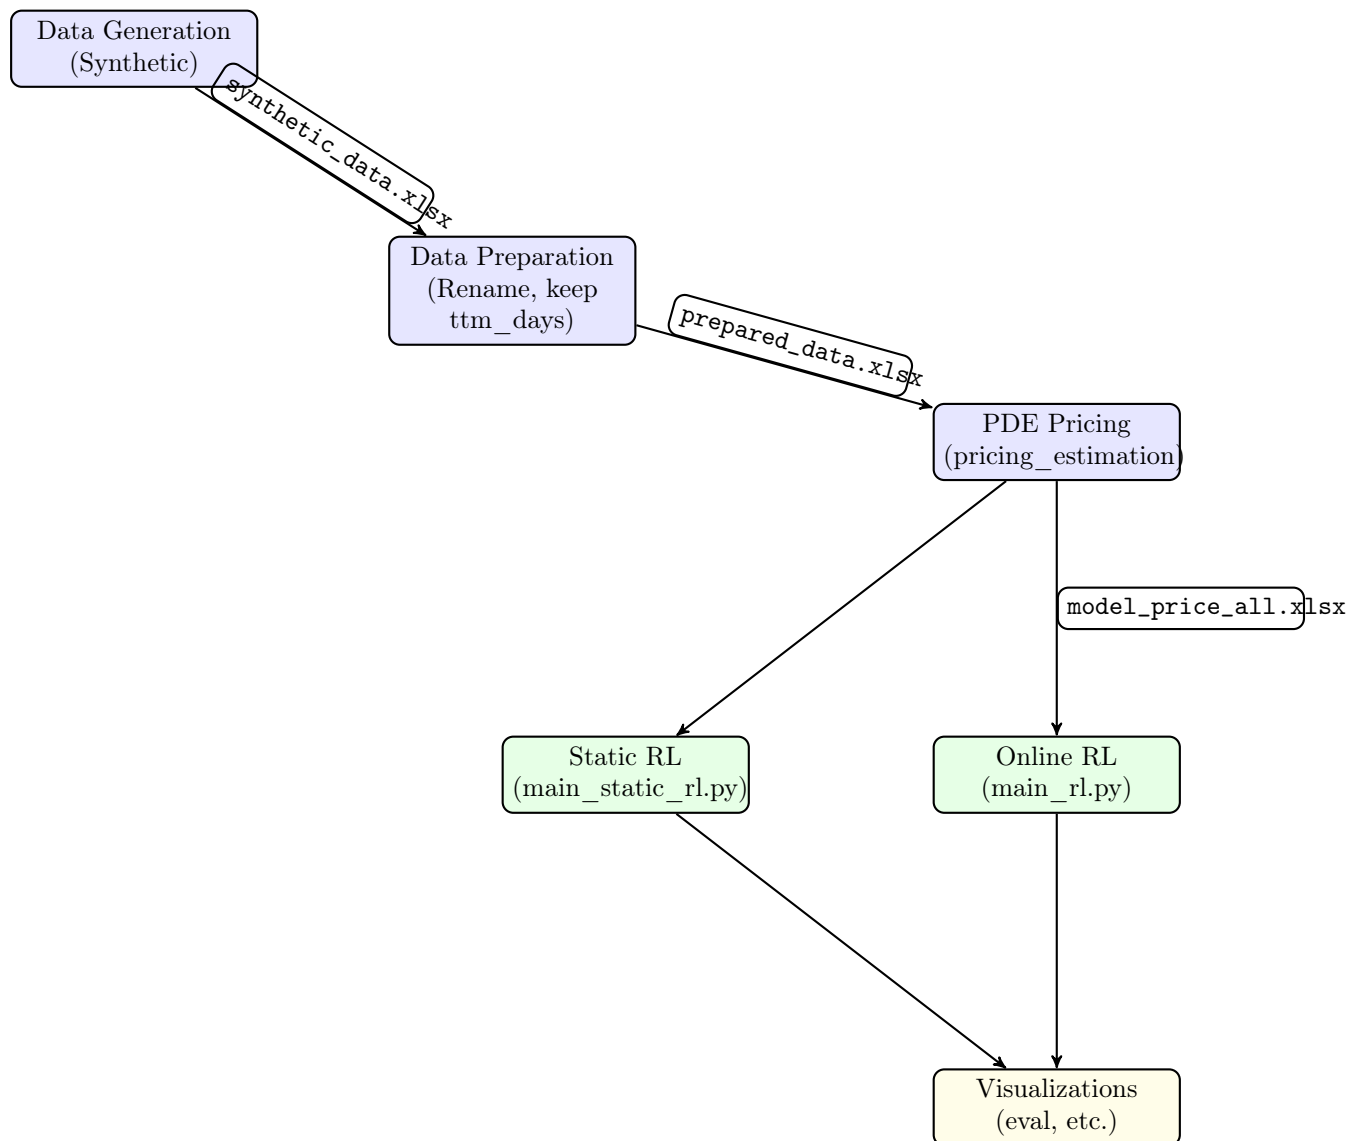 Data Generation
(Synthetic)
synthetic_data.xlsx
Data Preparation
(Rename, keep
ttm_days)
prepared_data.xlsx
PDE Pricing
(pricing_estimation)
model_price_all.xlsx
Static RL
(main_static_rl.py)
Online RL
(main_rl.py)
Visualizations
(eval, etc.)